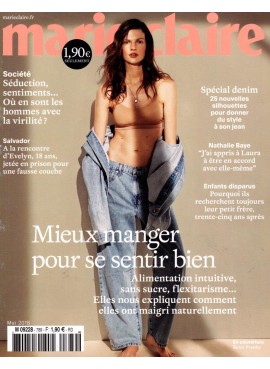 marieclaire.fr
marie claire
1,90€
SEULEMENT
Société
Séduction,
sentiments...
Où en sont les
hommes avec
la virilité ?
Salvador
À la rencontre
d'Evelyn, 18 ans,
jetée en prison pour
une fausse couche
Spécial denim
25 nouvelles
silhouettes
pour donner
du style
à son jean
Nathalie Baye
"J'ai appris à Laura
à être en accord
avec elle-même"
Enfants disparus
Pourquoi ils
recherchent toujours
leur petit frère,
trente-cinq ans après
Mieux manger
pour se sentir bien
Alimentation intuitive,
sans sucre, flexitarisme...
Elles nous expliquent comment
elles ont maigri naturellement